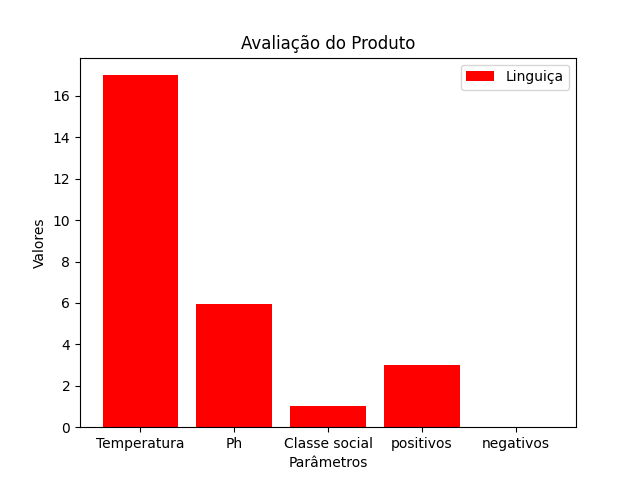 Avaliação do Produto
Linguiça
Valores
16
14
12
10
8
6
4
2
0
Temperatura Ph Classe social positivos negativos
Parâmetros